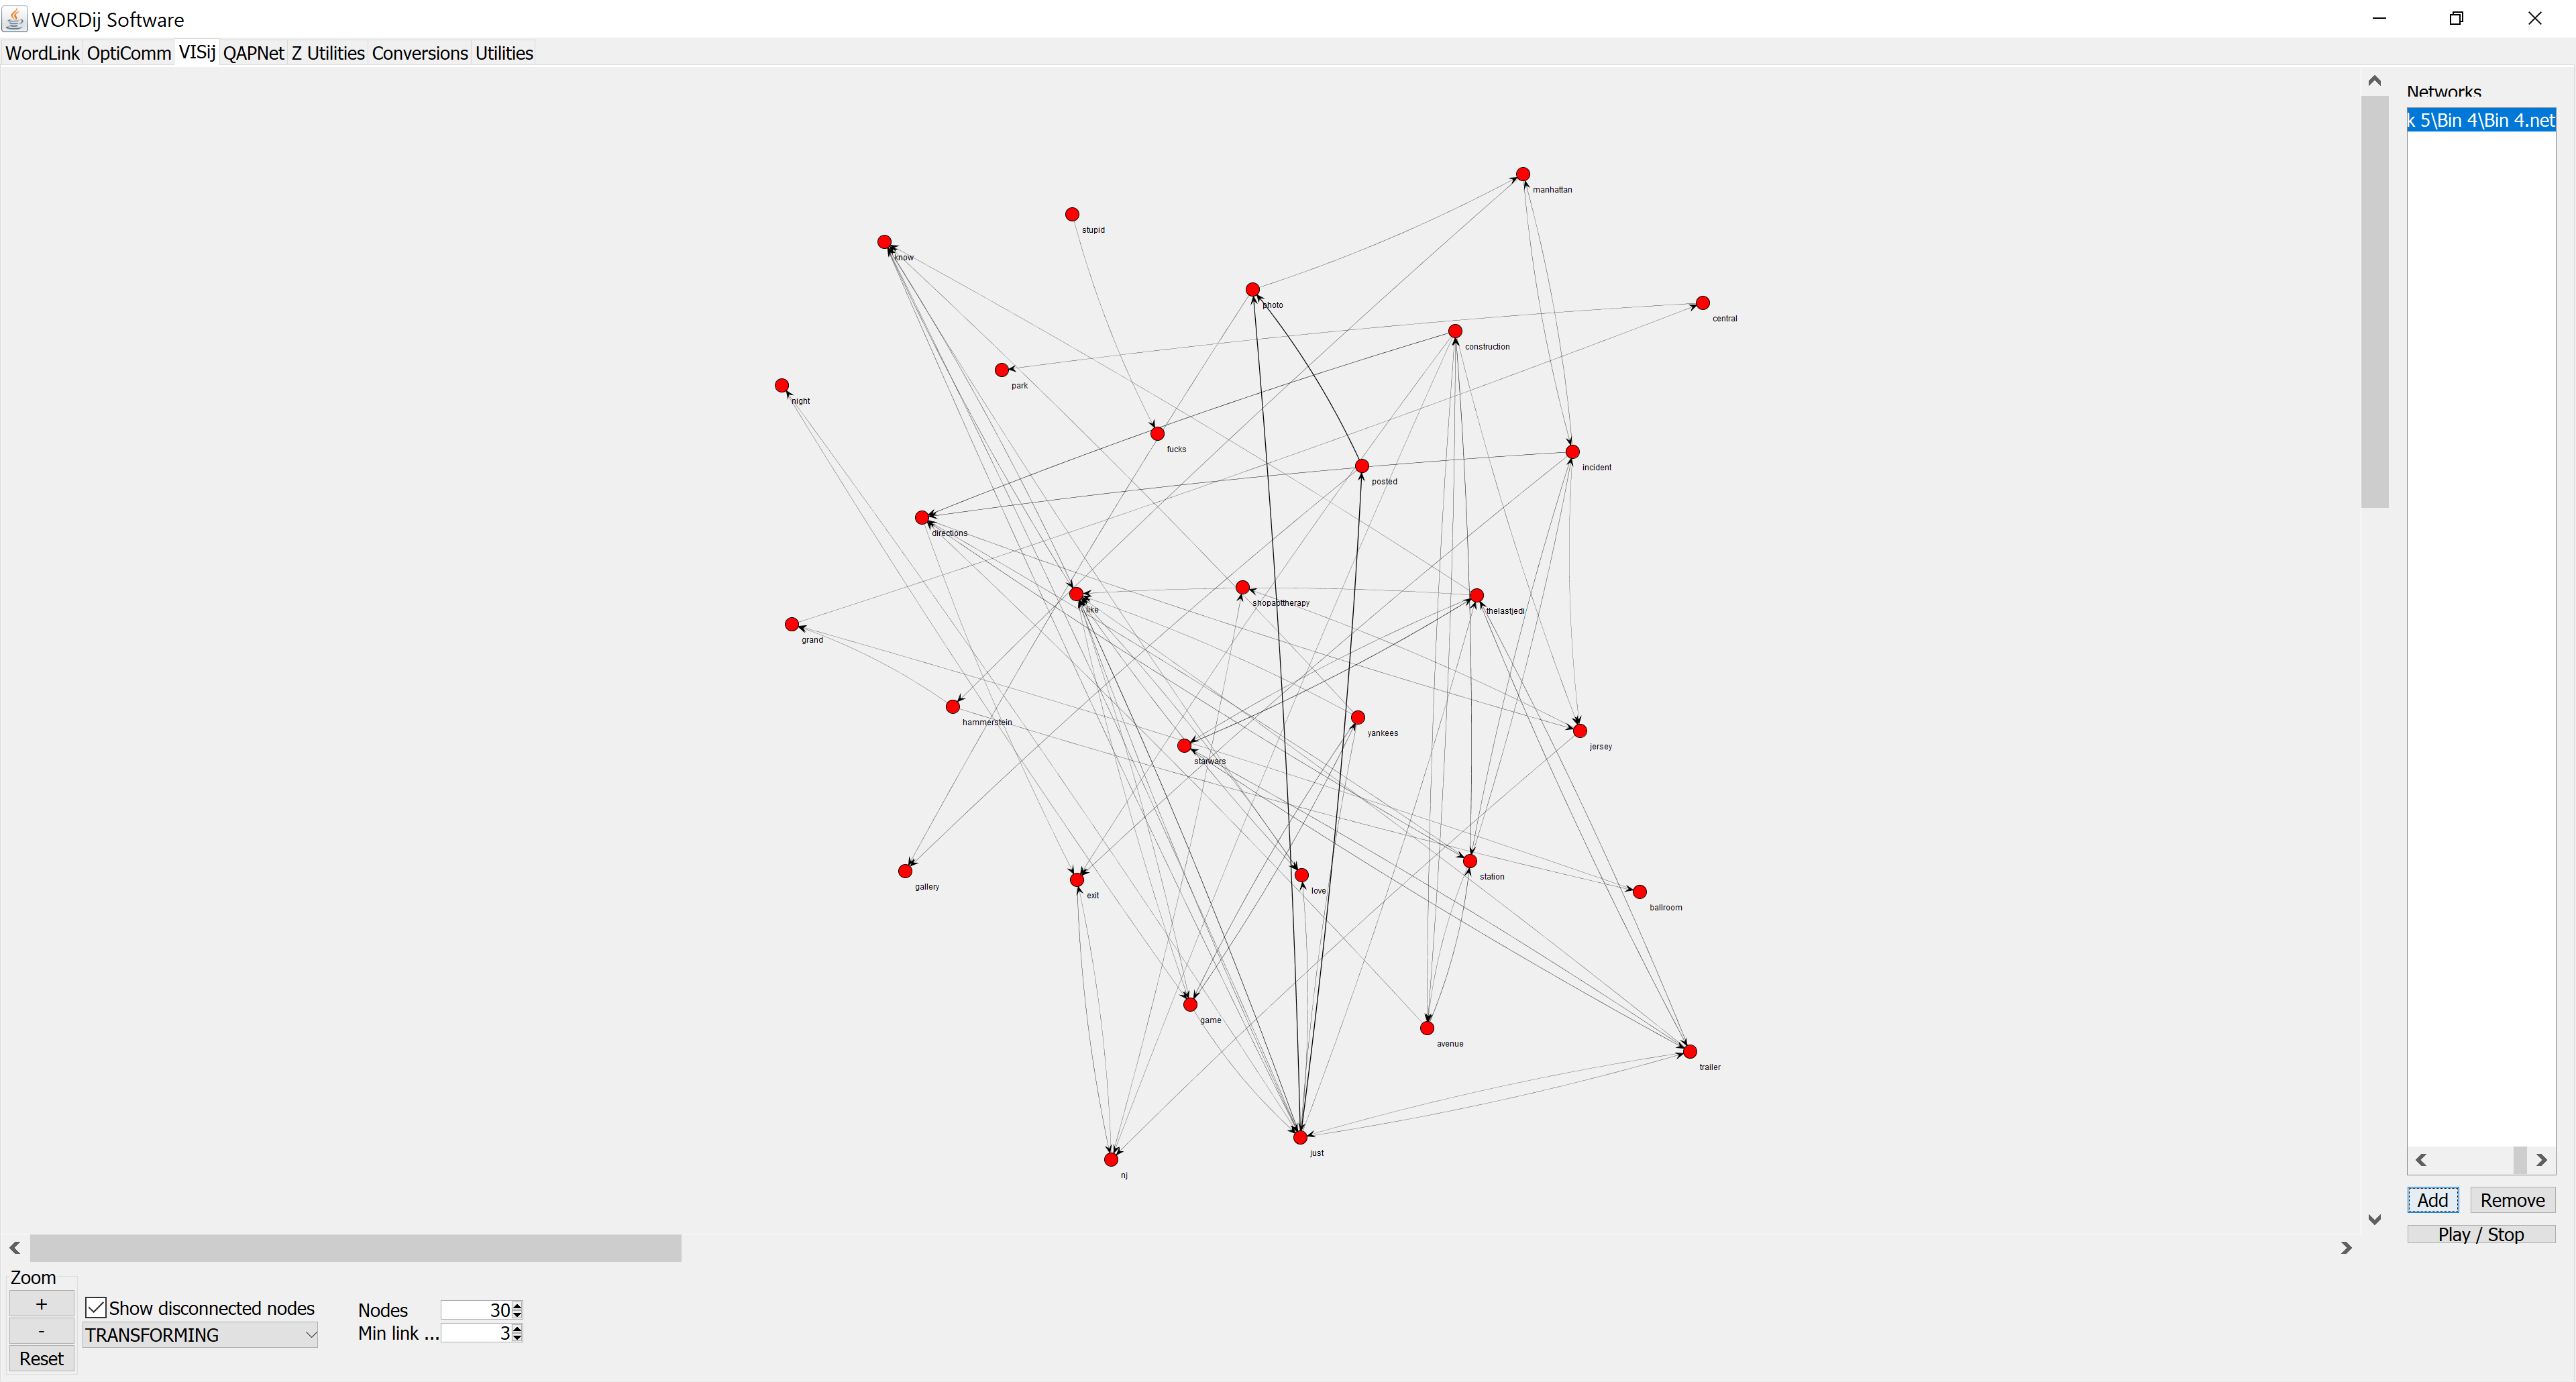 WORDij Software
WordLink OptiComm VISij QAPNet Z Utilities Conversions Utilities
Networks
k 5\Bin 4\Bin 4.net
manhattan
stupid
know
photo
central
construction
park
night
fucks
incident
posted
directions
shopapttherapy
like
thelastjedi
grand
hammerstein
yankees
jersey
starwars
station
gallery
love
exit
ballroom
game
avenue
trailer
just
nj
Add Remove
Play / Stop
Zoom
+
Show disconnected nodes
Nodes 30
-
TRANSFORMING
Min link ... 3
Reset